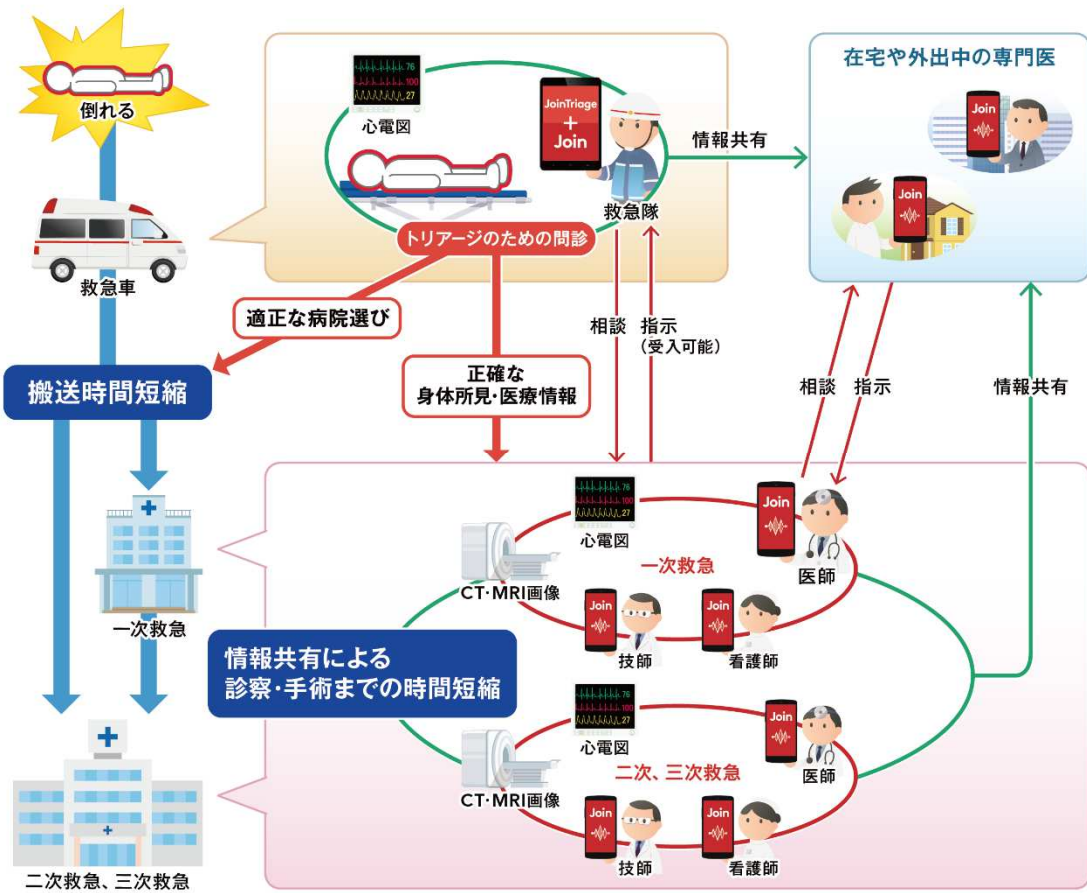 倒れる
救急車
搬送時間短縮
一次救急
二次救急、三次救急
76
100
27
心電図
JoinTriage
+
Join
救急隊
トリアージのための問診
情報共有
在宅や外出中の専門医
Join
Join
適正な病院選び
正確な
身体所見・医療情報
相談
指示
(受入可能)
相談
指示
情報共有
76
100
27
心電図
Join
医師
CT・MRI画像
一次救急
Join
技師
Join
看護師
情報共有による
診察・手術までの時間短縮
76
100
27
心電図
Join
医師
CT・MRI画像
二次、三次救急
Join
技師
Join
看護師